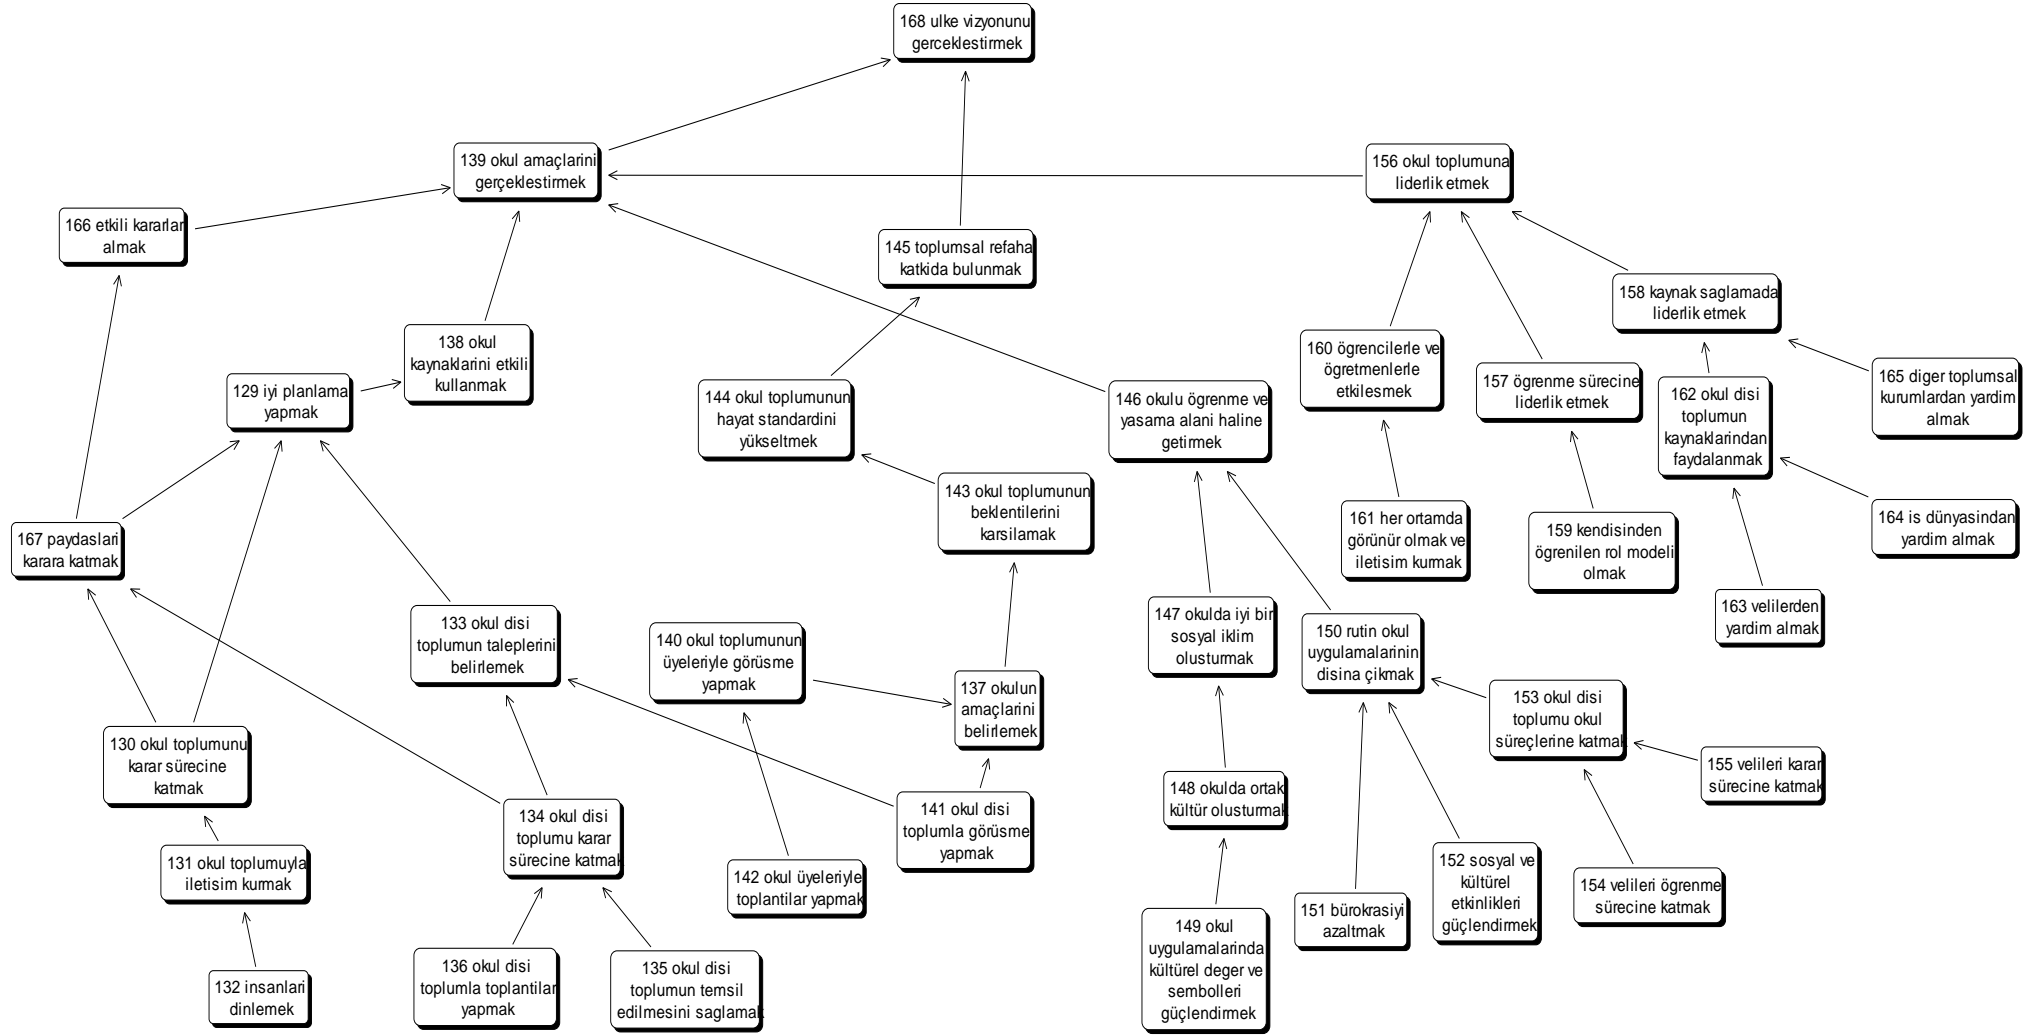 168 ulke vizyonunu
gerceklestirmek
139 okul amaçlarini
gerçeklestirmek
156 okul toplumuna
liderlik etmek
166 etkili kararlar
almak
145 toplumsal refaha
katkida bulunmak
158 kaynak saglamada
liderlik etmek
138 okul
kaynaklarini etkili
kullanmak
160 ögrencilerle ve
ögretmenlerle
etkilesmek
157 ögrenme sürecine
liderlik etmek
165 diger toplumsal
kurumlardan yardim
almak
129 iyi planlama
yapmak
144 okul toplumunun
hayat standardini
yükseltmek
146 okulu ögrenme ve
yasama alani haline
getirmek
162 okul disi
toplumun
kaynaklarından
faydalanmak
143 okul toplumunun
beklentilerini
karsilamak
161 her ortamda
görünür olmak ve
iletisim kurmak
159 kendisinden
ögrenilen rol modeli
olmak
164 is dünyasindan
yardim almak
167 paydaslari
karara katmak
163 velilerden
yardim almak
133 okul disi
toplumun taleplerini
belirlemek
140 okul toplumunun
üyeleriyle görüsme
yapmak
147 okulda iyi bir
sosyal iklim
olusturmak
150 rutin okul
uygulamalarinin
disina çikmak
137 okulun
amaçlarini
belirlemek
153 okul disi
toplumu okul
süreçlerine katmak
130 okul toplumunu
karar sürecine
katmak
155 velileri karar
sürecine katmak
148 okulda ortak
kültür olusturmak
134 okul disi
toplumu karar
sürecine katmak
141 okul disi
toplumla görüsme
yapmak
131 okul toplumuyla
iletisim kurmak
142 okul üyeleriyle
toplantilar yapmak
152 sosyal ve
kültürel
etkinlikleri
güçlendirmek
154 velileri ögrenme
sürecine katmak
151 bürokrasiyi
azaltmak
149 okul
uygulamalarinda
kültürel deger ve
sembolleri
güçlendirmek
136 okul disi
toplumla toplantilar
yapmak
135 okul disi
toplumun temsil
edilmesini saglamak
132 insanlari
dinlemek